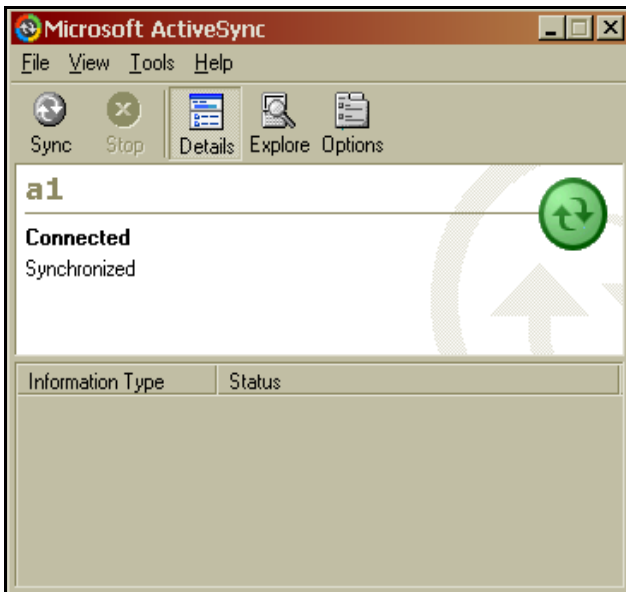 Microsoft ActiveSync
File View Tools Help
Sync Stop Details Explore Options
a1
Connected
Synchronized
Information Type Status